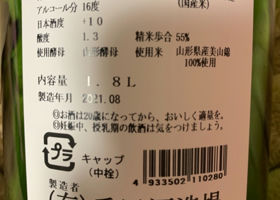 (国産米)
アルコール分 16度
日本酒度 +10
酸度 1.3 精米歩合 55%
使用酵母 山形酵母 使用米 山形県産美山錦
100%使用
容量 1.8L
製造年月 2021.08
◎お酒は20歳になってから、おいしく適量を。
◎妊娠中、授乳期の飲酒は気をつけましょう。
プラ
キャップ
(中栓)
4 933502 110280
製造者